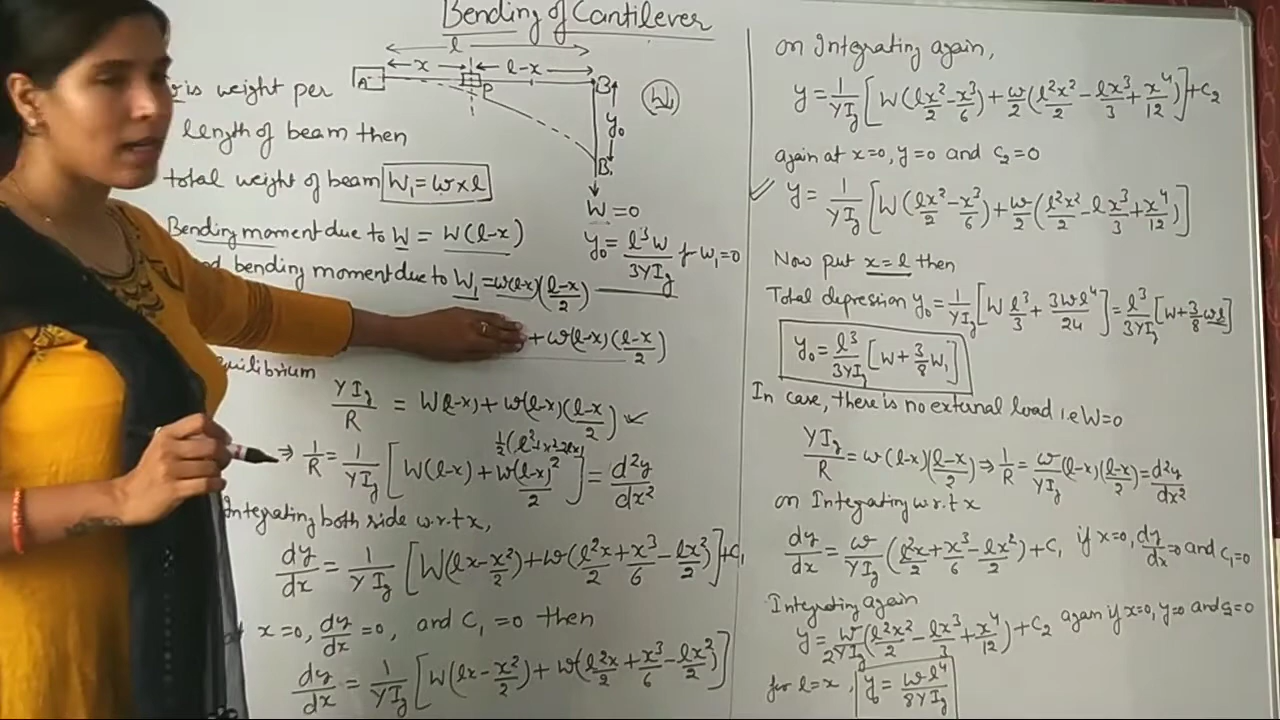 Bending of Cantilever
l
x l-x
A P B
y₀
B₁
W↓
w is weight per
length of beam then
total weight of beam W₁=w×l
W=0
y₀=l³W/3YI_g for W₁=0
Bending moment due to W = W(l-x)
bending moment due to W₁=w(l-x)((l-x)/2)
+w(l-x)((l-x)/2)
equilibrium
YI_g/R = W(l-x)+w(l-x)((l-x)/2) ✓
½(l²+x²-2lx)
⇒ 1/R=1/YI_g[W(l-x)+w(l-x)²/2]=d²y/dx²
Integrating both side w.r.t x,
dy/dx=1/YI_g[W(lx-x²/2)+w(l²x/2+x³/6-lx²/2)]+C₁
x=0, dy/dx=0, and C₁=0 then
dy/dx=1/YI_g[W(lx-x²/2)+w(l²x/2+x³/6-lx²/2)]
on Integrating again,
y=1/YI_g[W(lx²/2-x³/6)+w/2(l²x²/2-lx³/3+x⁴/12)]+C₂
again at x=0,y=0 and C₂=0
y=1/YI_g[W(lx²/2-x³/6)+w/2(l²x²/2-lx³/3+x⁴/12)]
Now put x=l then
Total depression y₀=1/YI_g[W l³/3+3wl⁴/24]=l³/3YI_g[W+3/8 wl]
y₀=l³/3YI_g[W+3/8 W₁]
In case, there is no external load i.e W=0
YI_g/R=w(l-x)((l-x)/2)⇒1/R=w/YI_g(l-x)((l-x)/2)=d²y/dx²
on Integrating w.r.t x
dy/dx=w/YI_g(l²x/2+x³/6-lx²/2)+C₁ if x=0, dy/dx=0 and C₁=0
Integrating again
y=w/2YI_g(l²x²/2-lx³/3+x⁴/12)+C₂ again if x=0, y=0 and C₂=0
for l=x, y₀=wl⁴/8YI_g